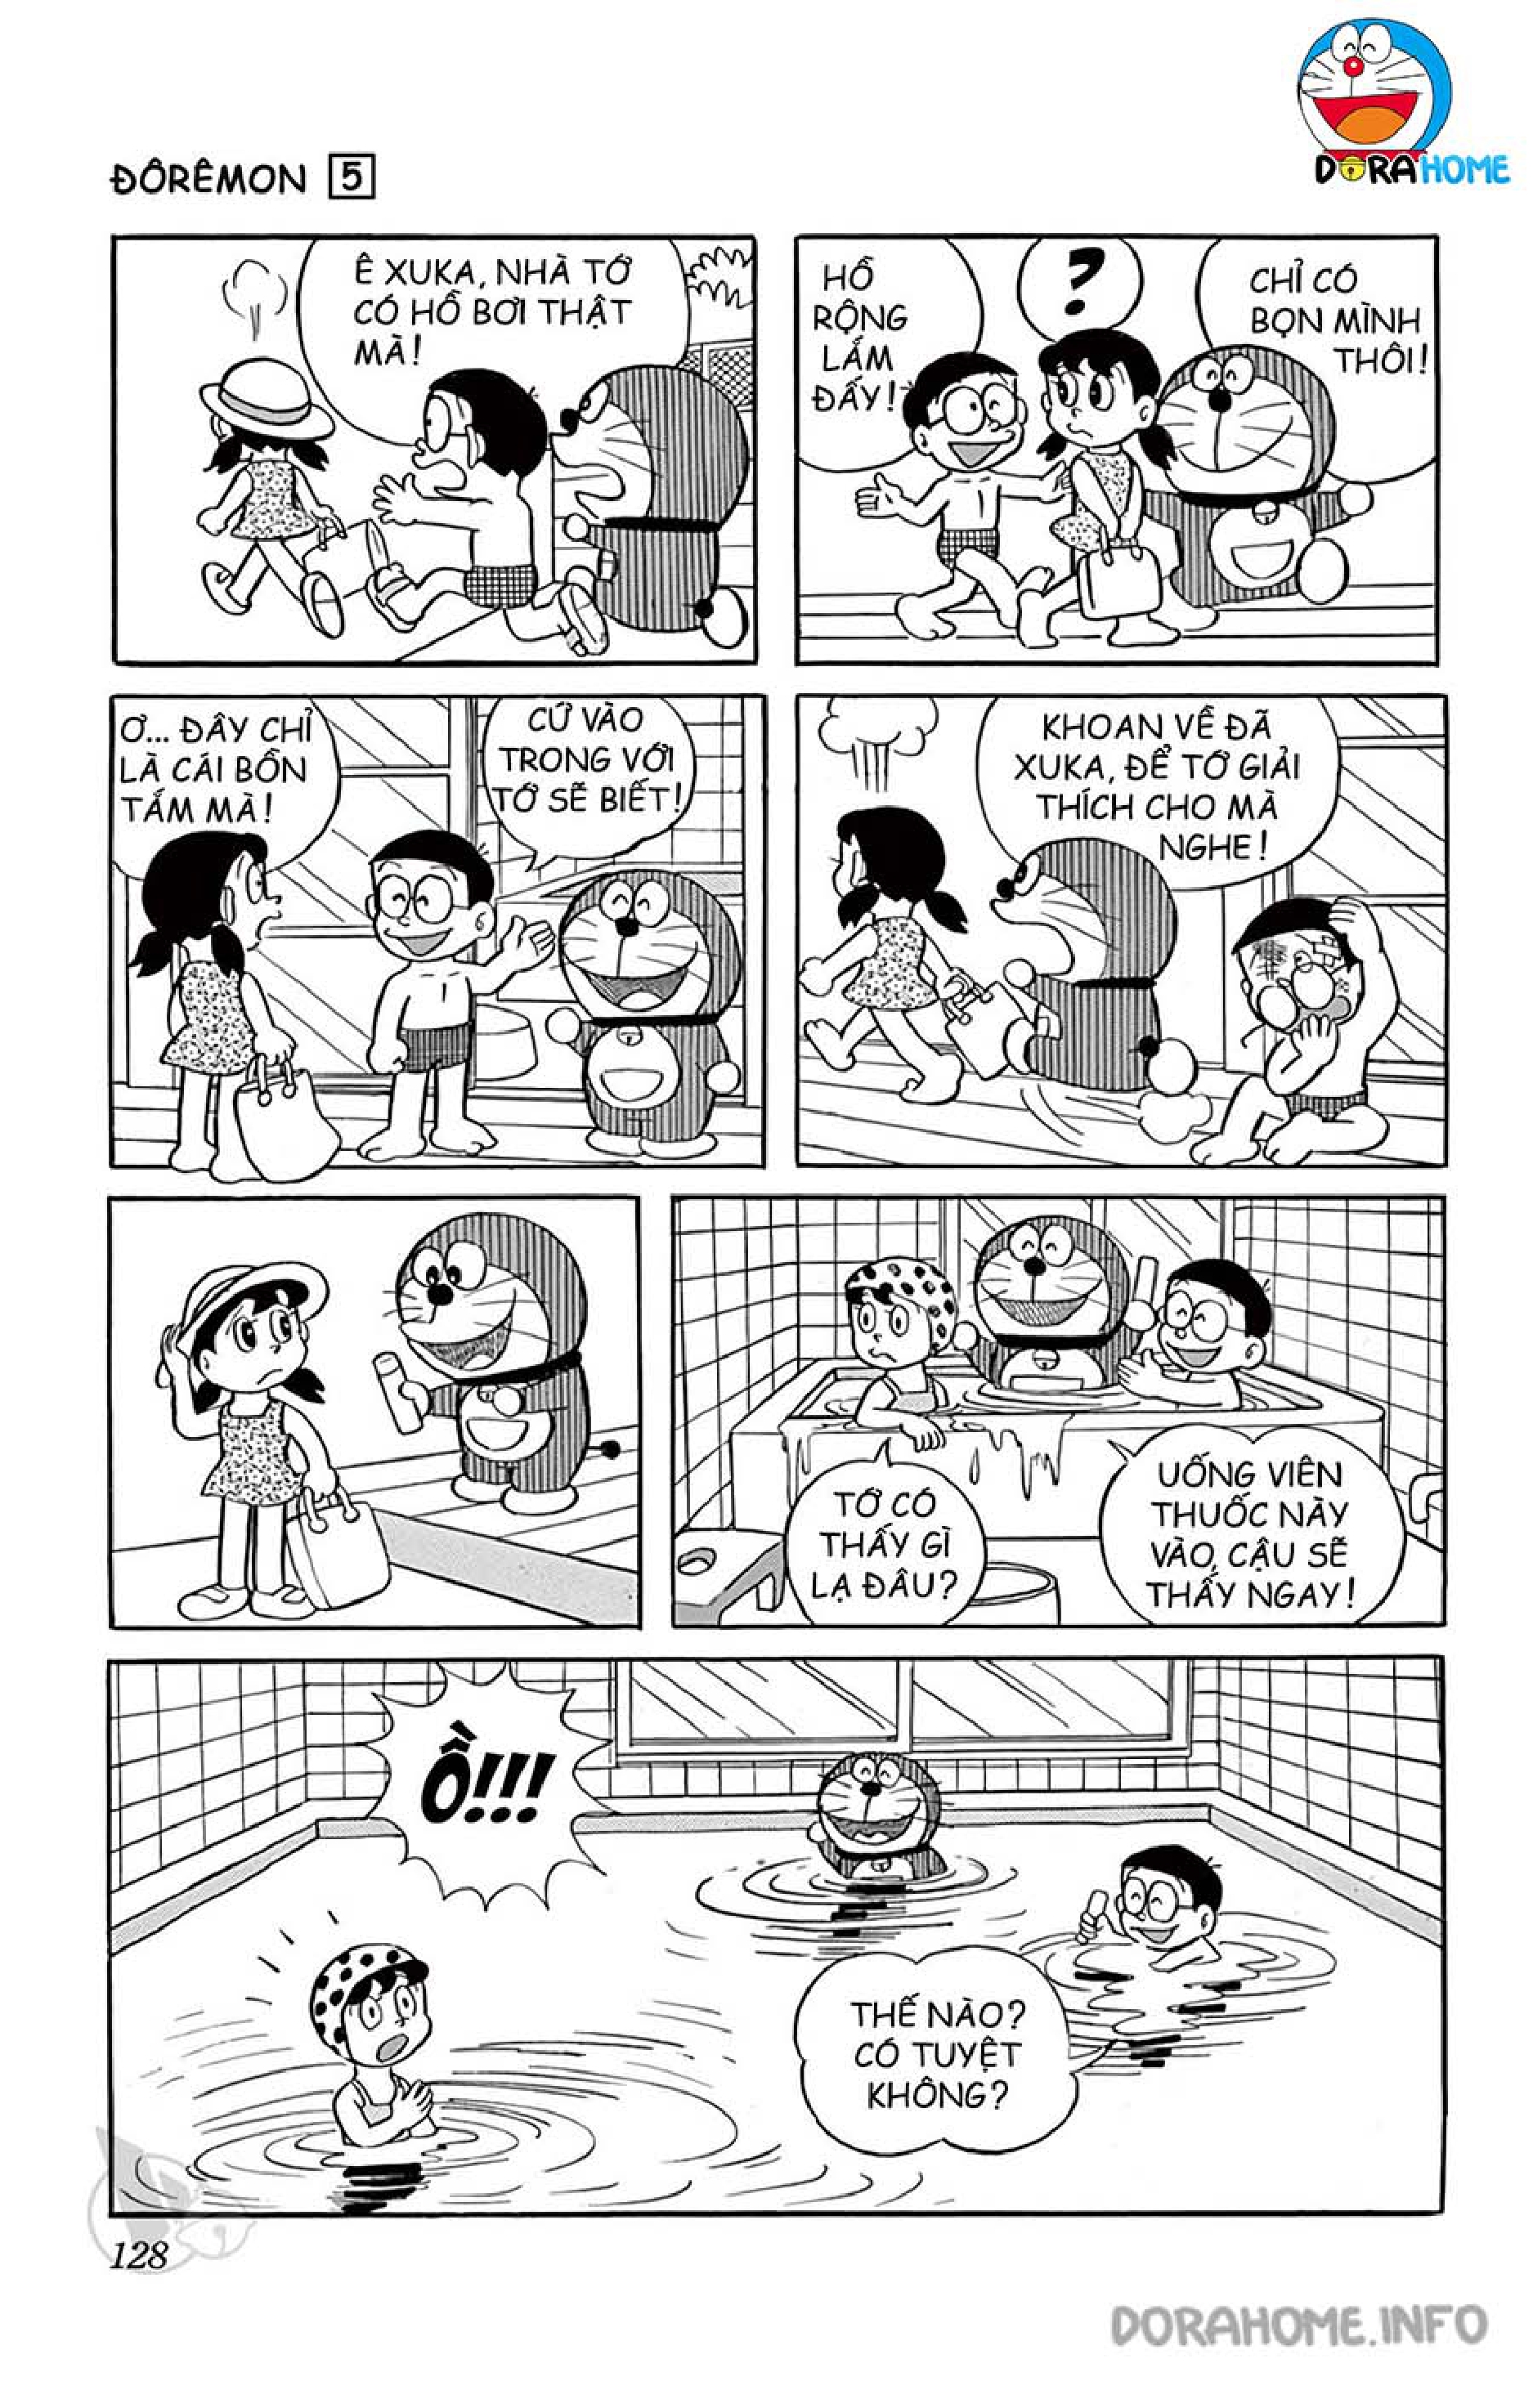 DORAHOME
ĐÔRÊMON 5
Ê XUKA, NHÀ TỚ
CÓ HỒ BƠI THẬT
MÀ!
HỒ
RỘNG
LẮM
ĐẤY!
?
CHỈ CÓ
BỌN MÌNH
THÔI!
Ơ... ĐÂY CHỈ
LÀ CÁI BỒN
TẮM MÀ!
CỨ VÀO
TRONG VỚI
TỚ SẼ BIẾT!
KHOAN VỀ ĐÃ
XUKA, ĐỂ TỚ GIẢI
THÍCH CHO MÀ
NGHE!
TỚ CÓ
THẤY GÌ
LẠ ĐÂU?
UỐNG VIÊN
THUỐC NÀY
VÀO, CẬU SẼ
THẤY NGAY!
Ồ!!!
THẾ NÀO?
CÓ TUYỆT
KHÔNG?
128
DORAHOME.INFO